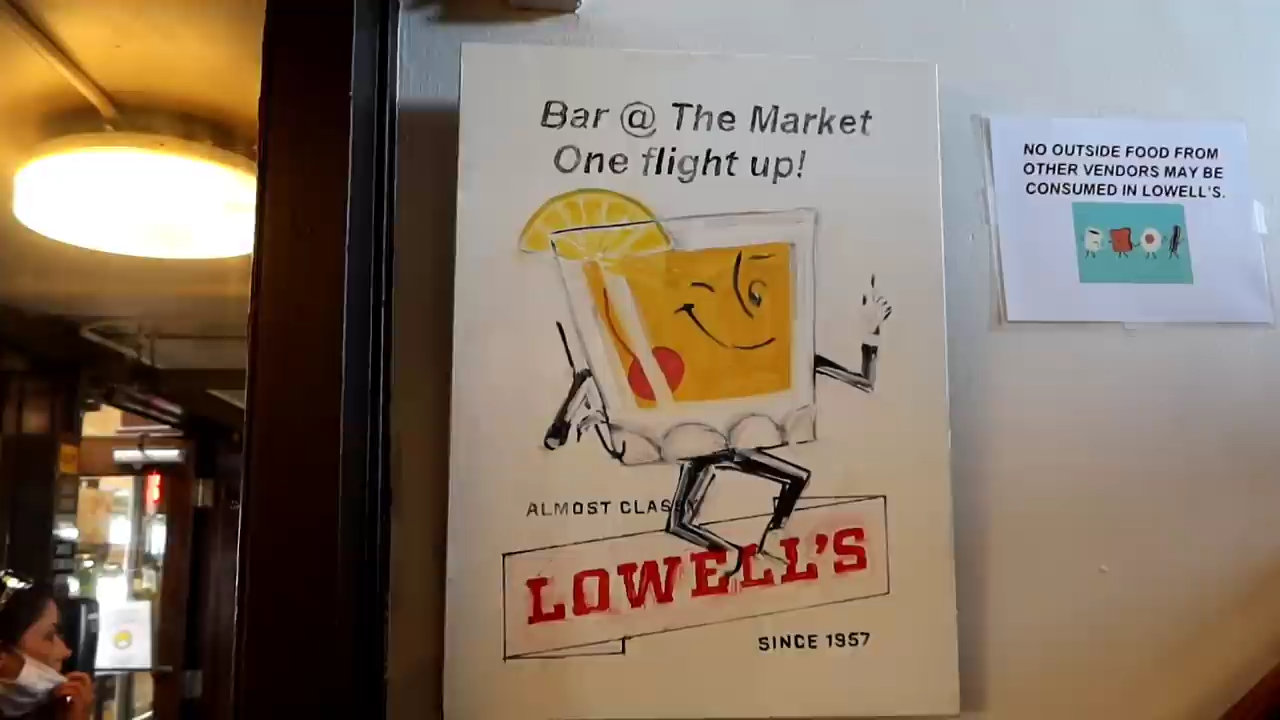 Bar @ The Market
One flight up!
ALMOST CLASSY
LOWELL'S
SINCE 1957
NO OUTSIDE FOOD FROM
OTHER VENDORS MAY BE
CONSUMED IN LOWELL'S.